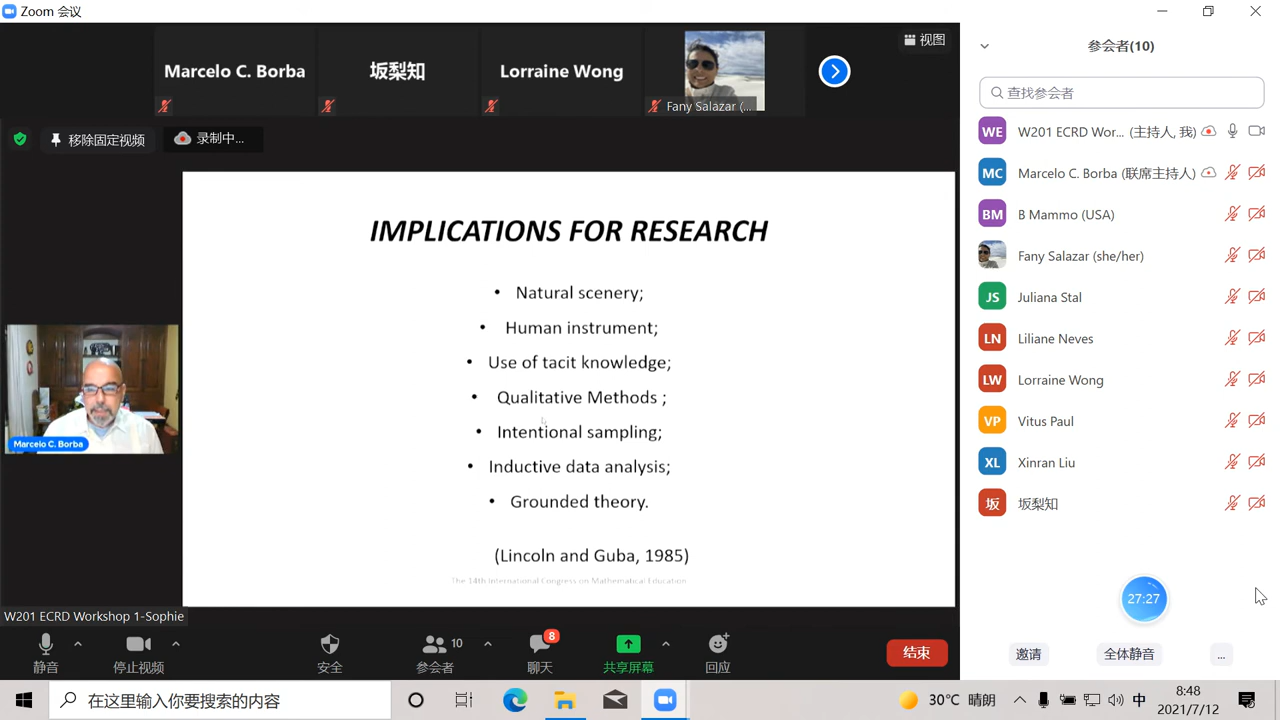 Zoom 会议
Marcelo C. Borba
坂梨知
Lorraine Wong
Fany Salazar (...
视图
移除固定视频
录制中...
IMPLICATIONS FOR RESEARCH
• Natural scenery;
• Human instrument;
• Use of tacit knowledge;
• Qualitative Methods ;
• Intentional sampling;
• Inductive data analysis;
• Grounded theory.
(Lincoln and Guba, 1985)
The 14th International Congress on Mathematical Education
Marcelo C. Borba
W201 ECRD Workshop 1-Sophie
静音
停止视频
安全
10
参会者
8
聊天
共享屏幕
回应
结束
参会者(10)
查找参会者
WE W201 ECRD Wor... (主持人, 我)
MC Marcelo C. Borba (联席主持人)
BM B Mammo (USA)
Fany Salazar (she/her)
JS Juliana Stal
LN Liliane Neves
LW Lorraine Wong
VP Vitus Paul
XL Xinran Liu
坂 坂梨知
27:27
邀请
全体静音
...
在这里输入你要搜索的内容
30°C 晴朗
中
8:48
2021/7/12